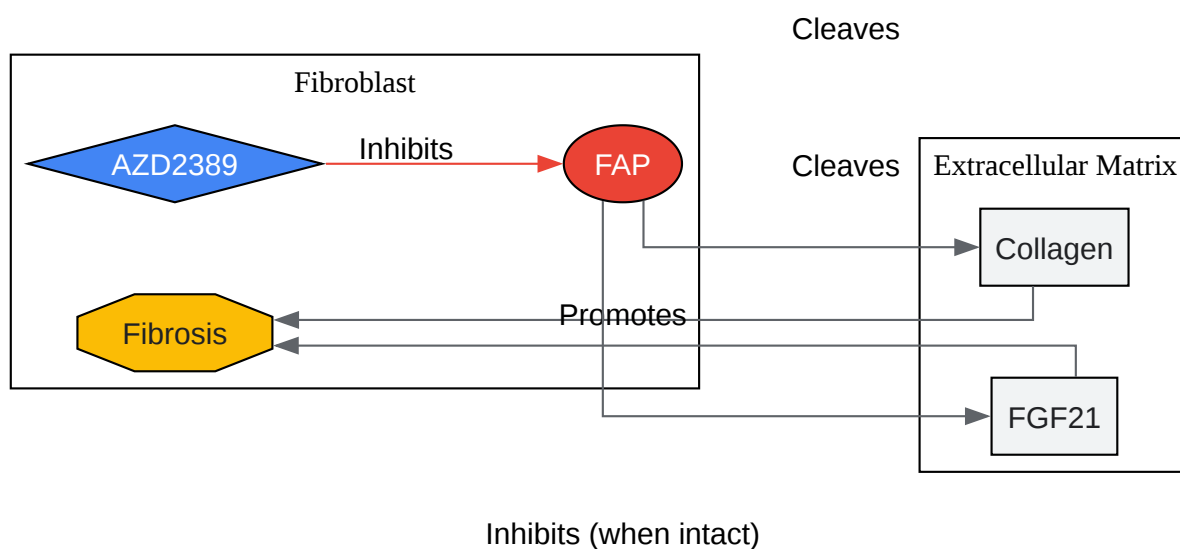 Cleaves
Fibroblast
AZD2389
Inhibits
FAP
Cleaves
Extracellular Matrix
Collagen
Promotes
Fibrosis
FGF21
Inhibits (when intact)